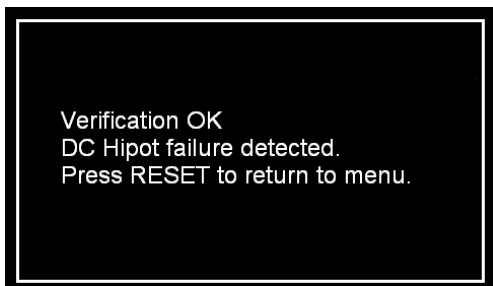 Verification OK
DC Hipot failure detected.
Press RESET to return to menu.